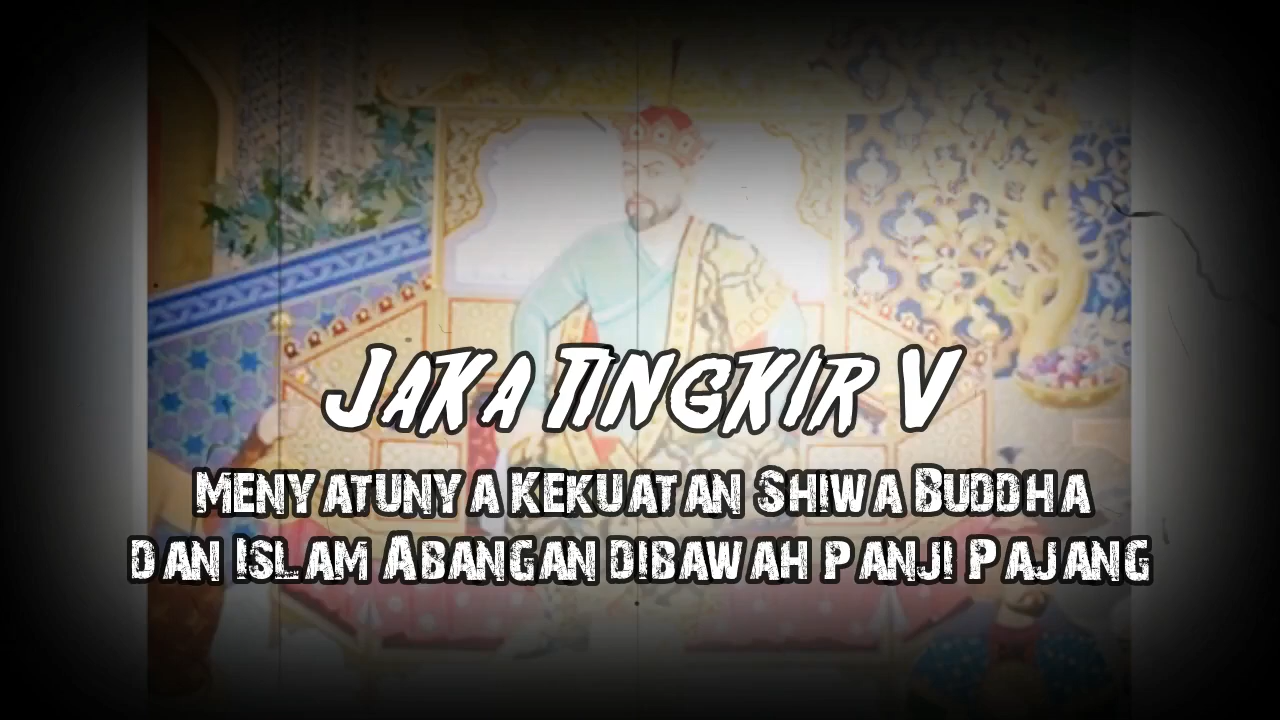 Jaka Tingkir V
Menyatunya Kekuatan Shiwa Buddha
dan Islam Abangan dibawah panji Pajang